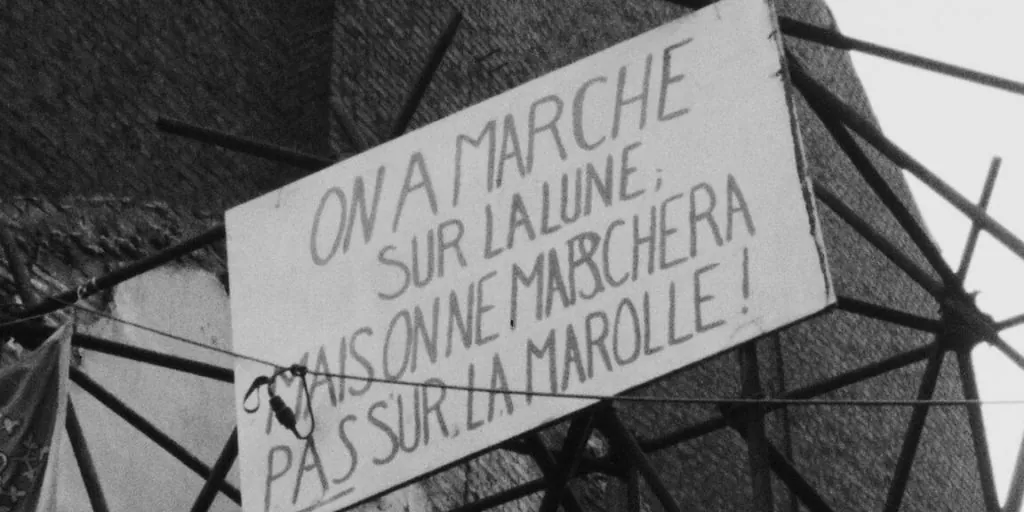 ON A MARCHE
SUR LA LUNE,
MAIS ON NE MARCHERA
PAS SUR LA MAROLLE !